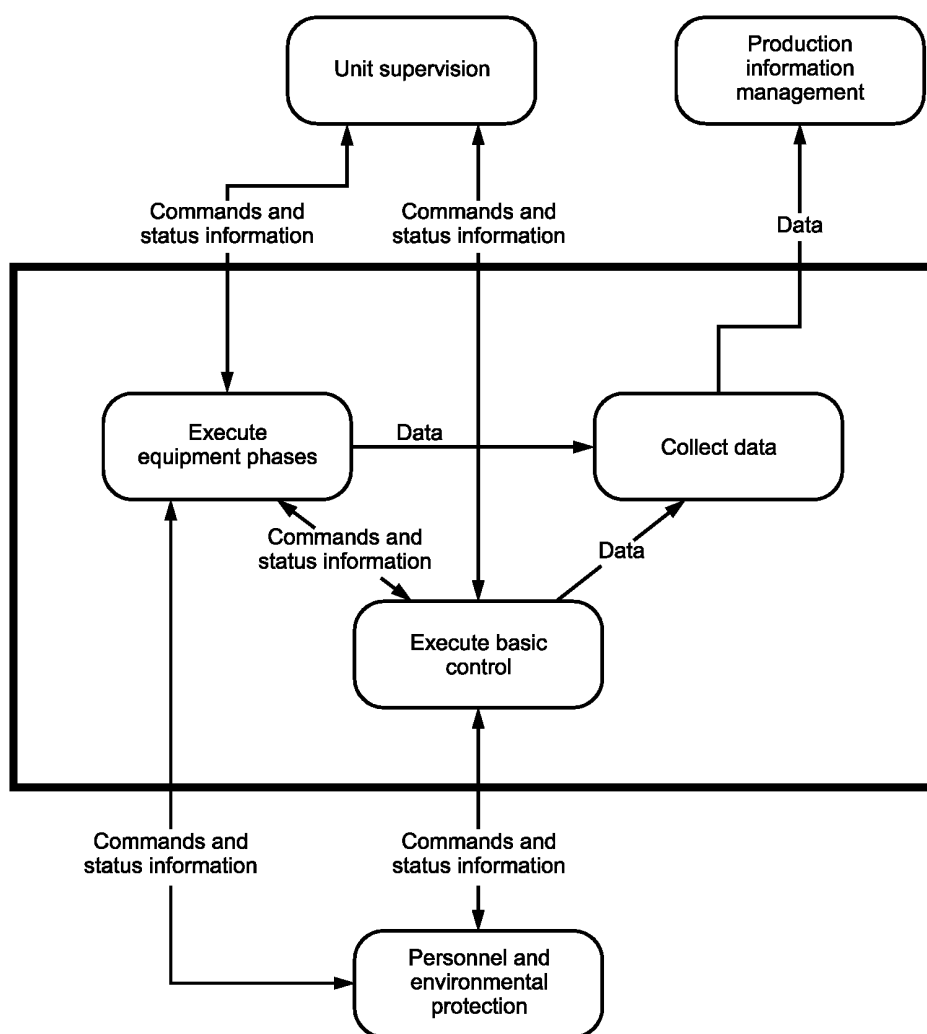 Unit supervision
Production
information
management
Commands and
status information
Commands and
status information
Data
Execute
equipment phases
Data
Collect data
Commands and
status information
Data
Execute basic
control
Commands and
status information
Commands and
status information
Personnel and
environmental
protection